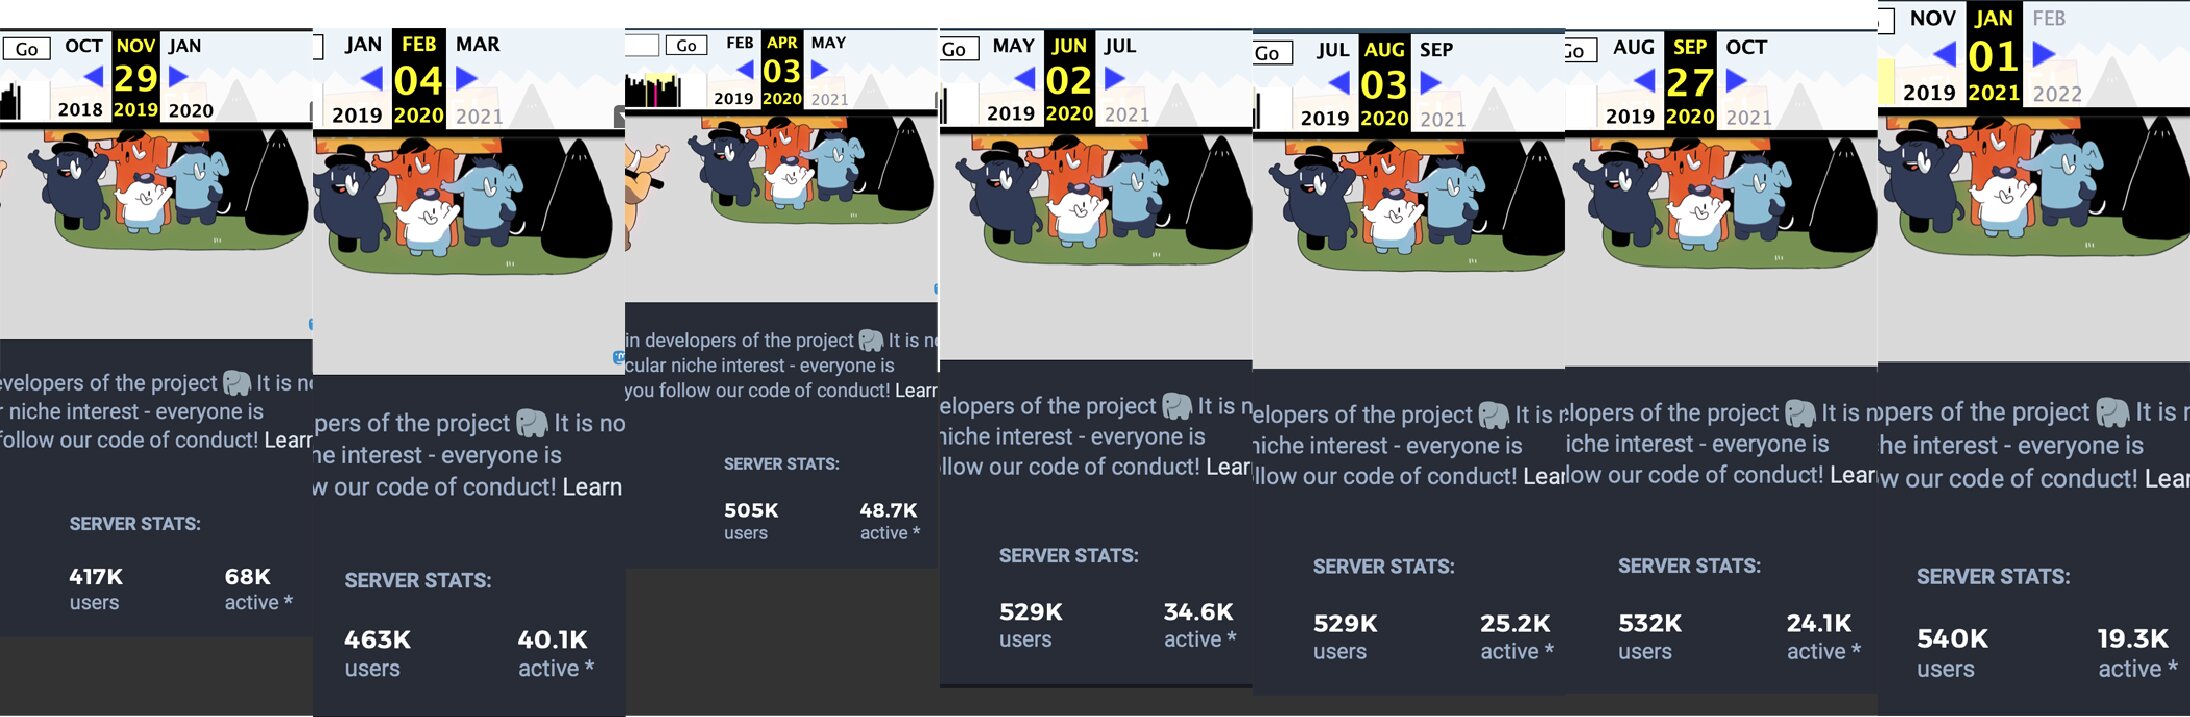 Go OCT NOV JAN
29
2018 2019 2020
evelopers of the project It is
niche interest - everyone is
follow our code of conduct! Learn
SERVER STATS:
417K 68K
users active *
JAN FEB MAR
04
2019 2020 2021
pers of the project It is no
he interest - everyone is
w our code of conduct! Learn
SERVER STATS:
463K 40.1K
users active *
Go FEB APR MAY
03
2019 2020 2021
in developers of the project It is
cular niche interest - everyone is
you follow our code of conduct! Learn
SERVER STATS:
505K 48.7K
users active *
Go MAY JUN JUL
02
2019 2020 2021
elopers of the project It is n
niche interest - everyone is
llow our code of conduct! Lear
SERVER STATS:
529K 34.6K
users active *
Go JUL AUG SEP
03
2019 2020 2021
elopers of the project It is
niche interest - everyone is
llow our code of conduct! Lea
SERVER STATS:
529K 25.2K
users active *
Go AUG SEP OCT
27
2019 2020 2021
lopers of the project It is n
iche interest - everyone is
low our code of conduct! Lear
SERVER STATS:
532K 24.1K
users active *
NOV JAN FEB
01
2019 2021 2022
pers of the project It is
he interest - everyone is
w our code of conduct! Lear
SERVER STATS:
540K 19.3K
users active *